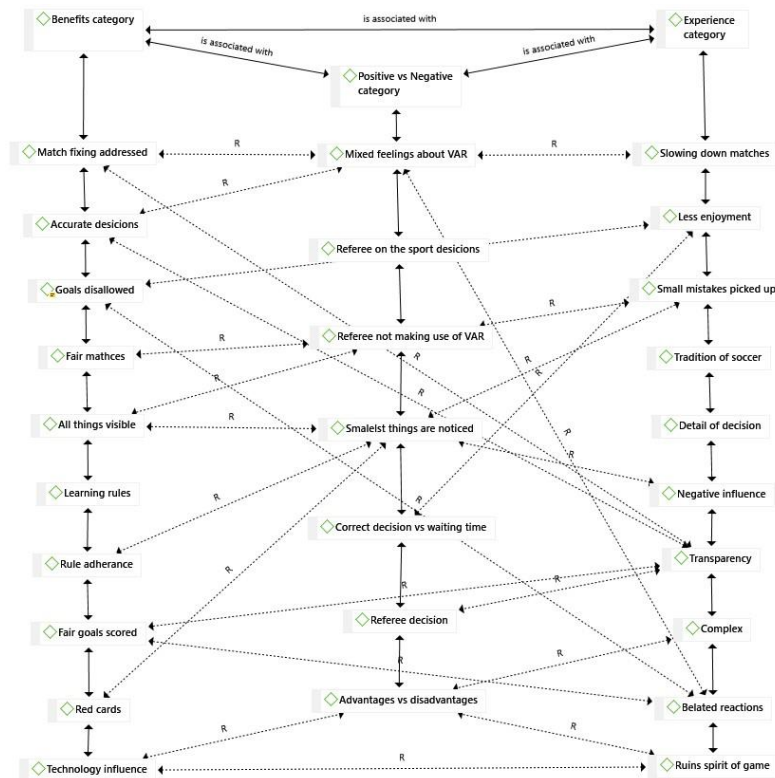 Benefits category
is associated with
Experience
category
is associated with
is associated with
Positive vs Negative
category
Match fixing addressed
R
Mixed feelings about VAR
R
Slowing down matches
R
Accurate desicions
Less enjoyment
Referee on the sport desicions
Goals disallowed
Small mistakes picked up
R
Referee not making use of VAR
R
Fair mathces
R
Tradition of soccer
R
R
R
R
All things visible
R
Smalelst things are noticed
Detail of decision
R
R
Learning rules
R
Negative influence
Correct decision vs waiting time
Rule adherance
R
Transparency
R
R
Fair goals scored
Referee decision
Complex
R
R
Red cards
Advantages vs disadvantages
Belated reactions
R
R
Technology influence
R
Ruins spirit of game